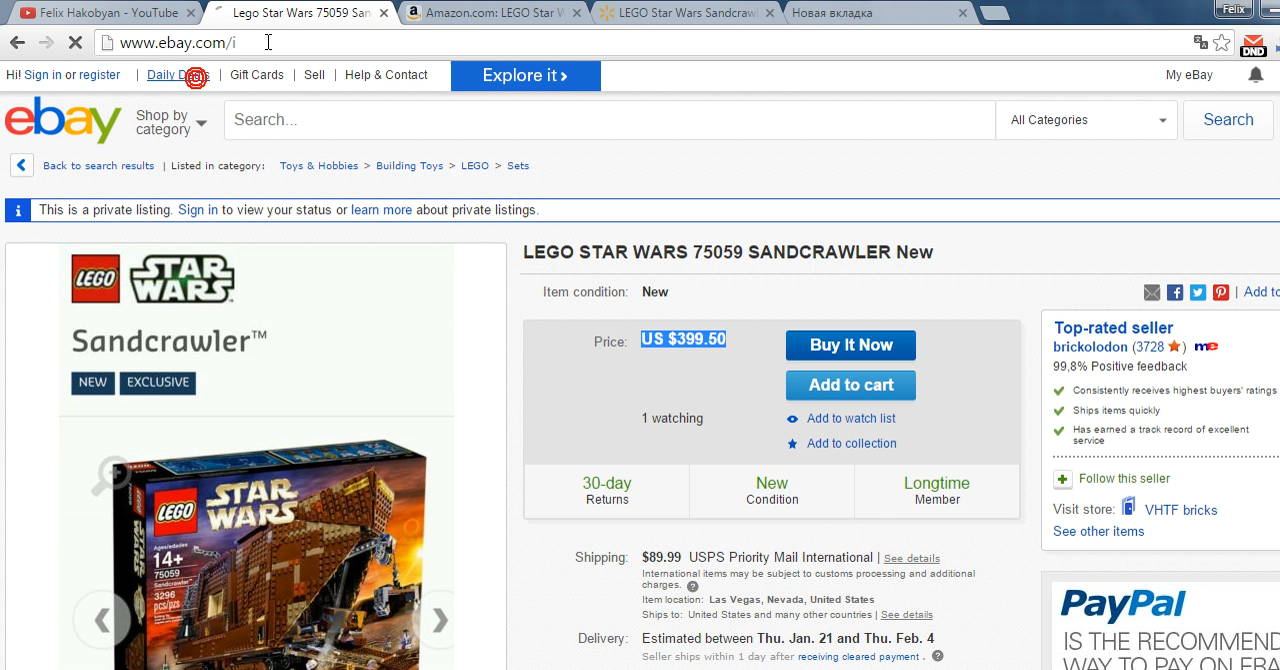 Felix Hakobyan - YouTube
Lego Star Wars 75059 San
Amazon.com: LEGO Star W
LEGO Star Wars Sandcrawl
Новая вкладка
Felix
www.ebay.com/i
DND
Hi! Sign in or register | Daily Deals | Gift Cards | Sell | Help & Contact
Explore it
My eBay
ebay
Shop by category
Search...
All Categories
Search
Back to search results | Listed in category: Toys & Hobbies > Building Toys > LEGO > Sets
This is a private listing. Sign in to view your status or learn more about private listings.
LEGO STAR WARS
Sandcrawler™
NEW EXCLUSIVE
LEGO STAR WARS
Ages/edades
14+
75059
Sandcrawler™
3296
pcs/pzs
LEGO STAR WARS 75059 SANDCRAWLER New
Item condition: New
Price: US $399.50
Buy It Now
Add to cart
1 watching
Add to watch list
Add to collection
30-day Returns
New Condition
Longtime Member
Shipping: $89.99 USPS Priority Mail International | See details
International items may be subject to customs processing and additional
charges.
Item location: Las Vegas, Nevada, United States
Ships to: United States and many other countries | See details
Delivery: Estimated between Thu. Jan. 21 and Thu. Feb. 4
Seller ships within 1 day after receiving cleared payment.
| Add to
Top-rated seller
brickolodon (3728) me
99,8% Positive feedback
Consistently receives highest buyers' ratings
Ships items quickly
Has earned a track record of excellent
service
Follow this seller
Visit store: VHTF bricks
See other items
PayPal
IS THE RECOMMEND
WAY TO PAY ON EBA